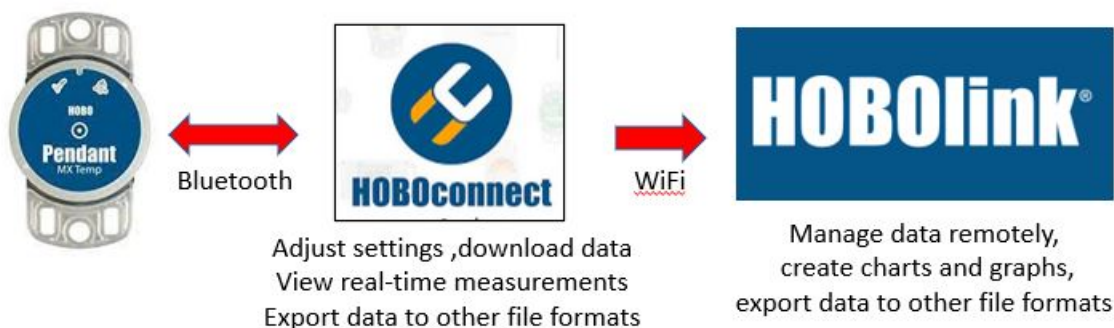 HOBO
Pendant
MX Temp
Bluetooth
HOBOconnect
Adjust settings ,download data
View real-time measurements
Export data to other file formats
WiFi
HOBOlink®
Manage data remotely,
create charts and graphs,
export data to other file formats